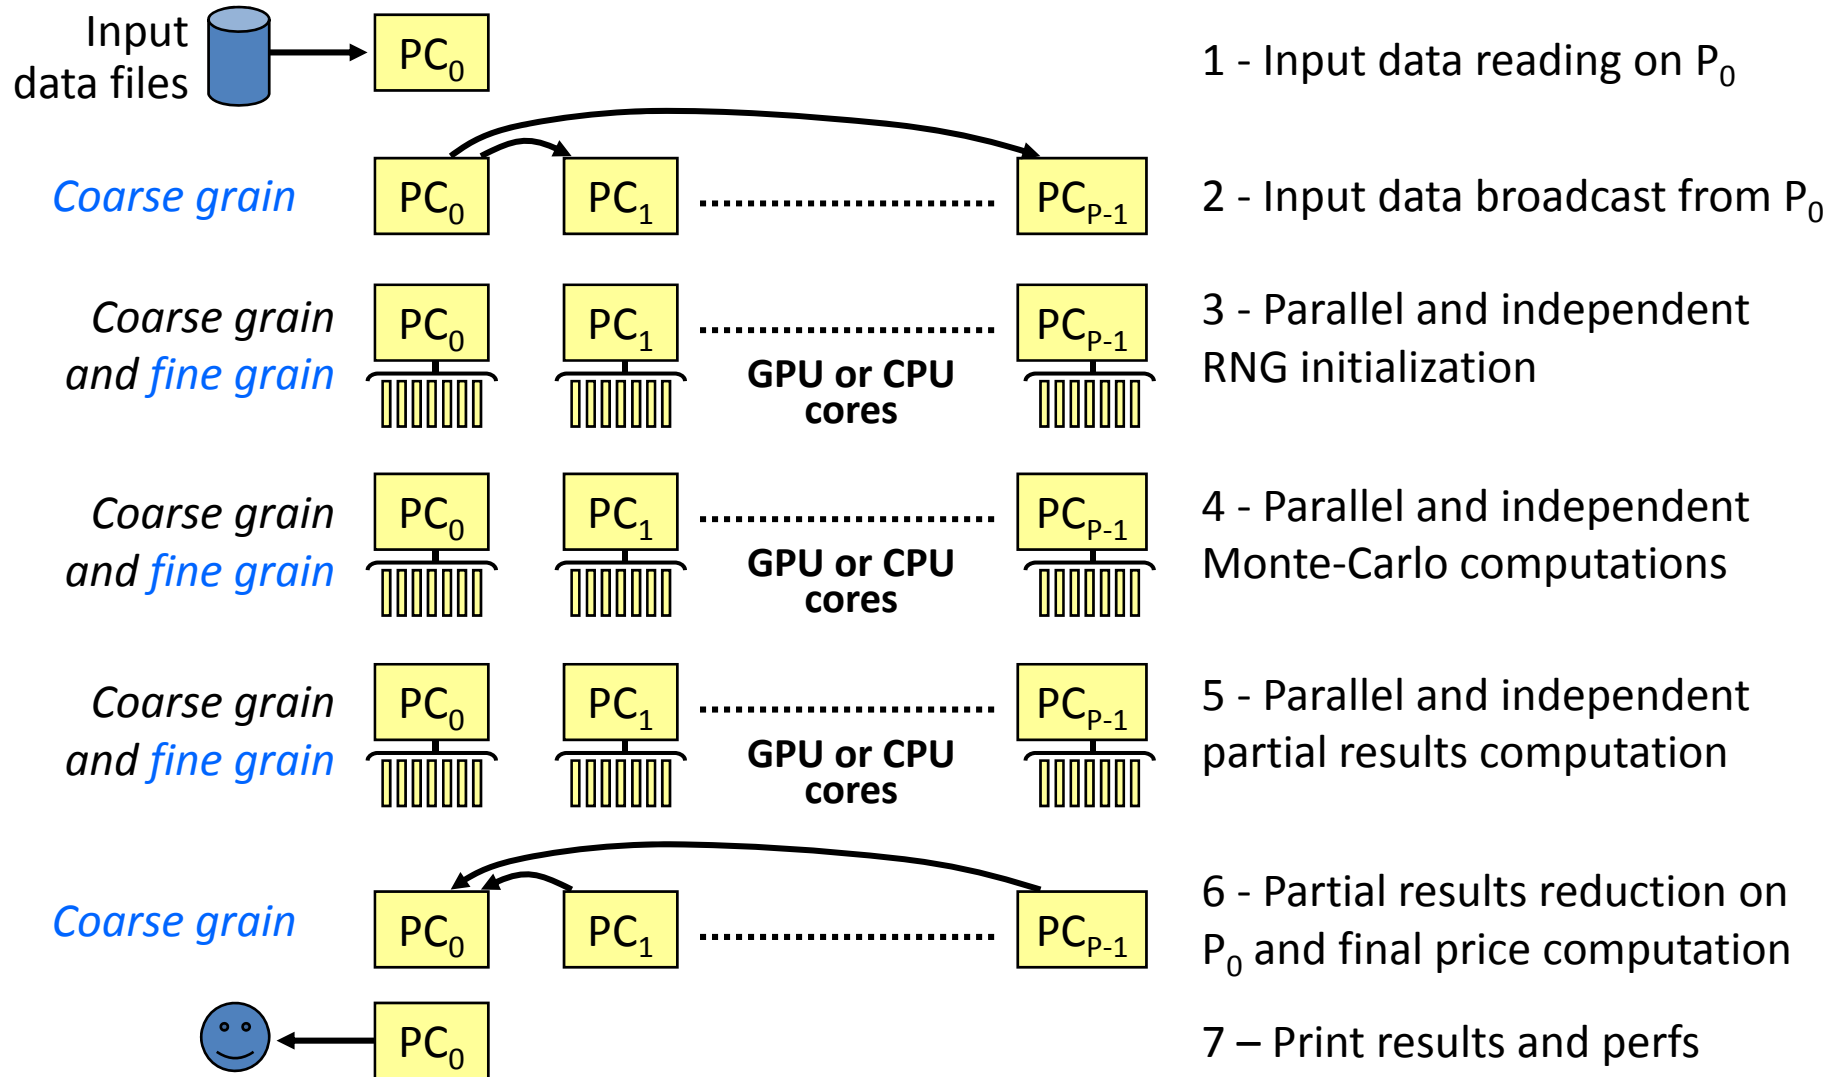 Input
data files
PC₀
1 - Input data reading on P₀
Coarse grain
PC₀
PC₁
PC_P-1
2 - Input data broadcast from P₀
Coarse grain
and fine grain
PC₀
PC₁
PC_P-1
GPU or CPU
cores
3 - Parallel and independent
RNG initialization
Coarse grain
and fine grain
PC₀
PC₁
PC_P-1
GPU or CPU
cores
4 - Parallel and independent
Monte-Carlo computations
Coarse grain
and fine grain
PC₀
PC₁
PC_P-1
GPU or CPU
cores
5 - Parallel and independent
partial results computation
Coarse grain
PC₀
PC₁
PC_P-1
6 - Partial results reduction on
P₀ and final price computation
PC₀
7 – Print results and perfs